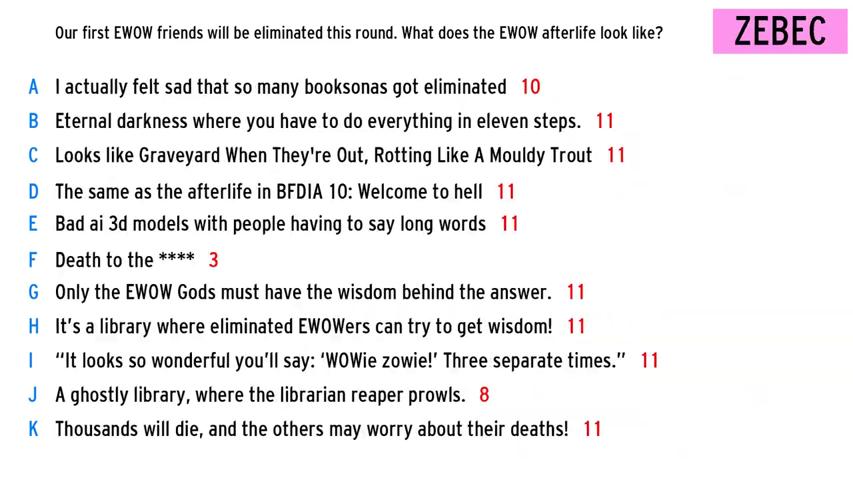 Our first EWOW friends will be eliminated this round. What does the EWOW afterlife look like?
ZEBEC
A I actually felt sad that so many booksonas got eliminated 10
B Eternal darkness where you have to do everything in eleven steps. 11
C Looks like Graveyard When They're Out, Rotting Like A Mouldy Trout 11
D The same as the afterlife in BFDIA 10: Welcome to hell 11
E Bad ai 3d models with people having to say long words 11
F Death to the **** 3
G Only the EWOW Gods must have the wisdom behind the answer. 11
H It’s a library where eliminated EWOWers can try to get wisdom! 11
I “It looks so wonderful you’ll say: ‘WOWie zowie!’ Three separate times.” 11
J A ghostly library, where the librarian reaper prowls. 8
K Thousands will die, and the others may worry about their deaths! 11